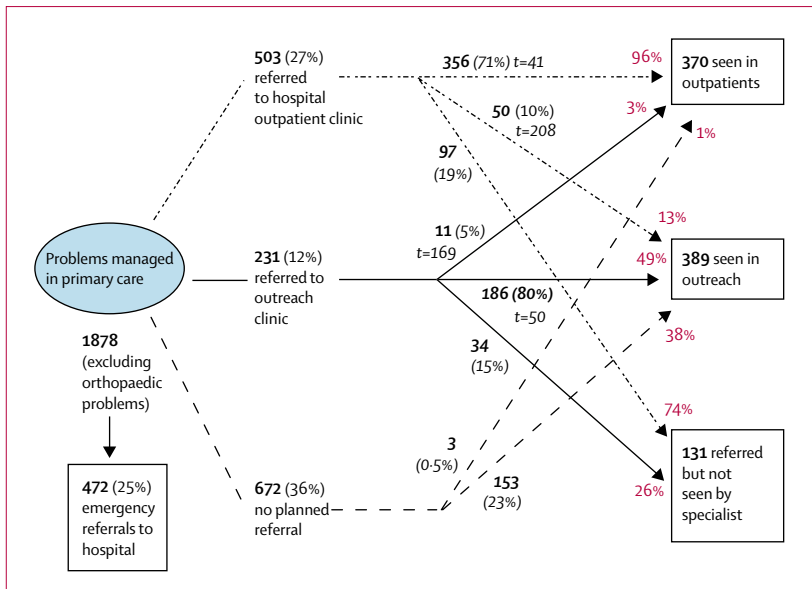 503 (27%)
referred
to hospital
outpatient clinic
356 (71%) t=41
96%
370 seen in
outpatients
50 (10%)
t=208
3%
1%
97
(19%)
Problems managed
in primary care
231 (12%)
referred to
outreach
clinic
11 (5%)
t=169
13%
49%
389 seen in
outreach
186 (80%)
t=50
38%
1878
(excluding
orthopaedic
problems)
34
(15%)
74%
131 referred
but not
seen by
specialist
26%
472 (25%)
emergency
referrals to
hospital
672 (36%)
no planned
referral
3
(0·5%)
153
(23%)